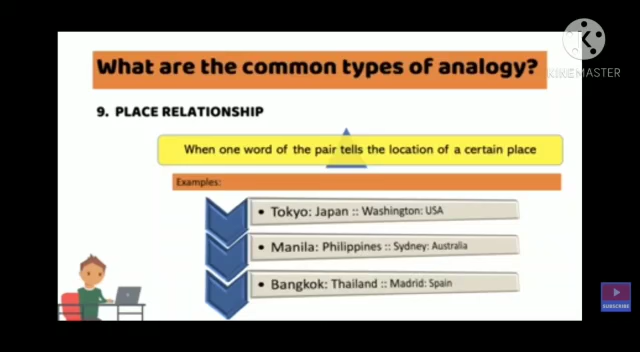 What are the common types of analogy?
KINEMASTER
9. PLACE RELATIONSHIP
When one word of the pair tells the location of a certain place
Examples:
• Tokyo: Japan :: Washington: USA
• Manila: Philippines :: Sydney: Australia
• Bangkok: Thailand :: Madrid: Spain
SUBSCRIBE